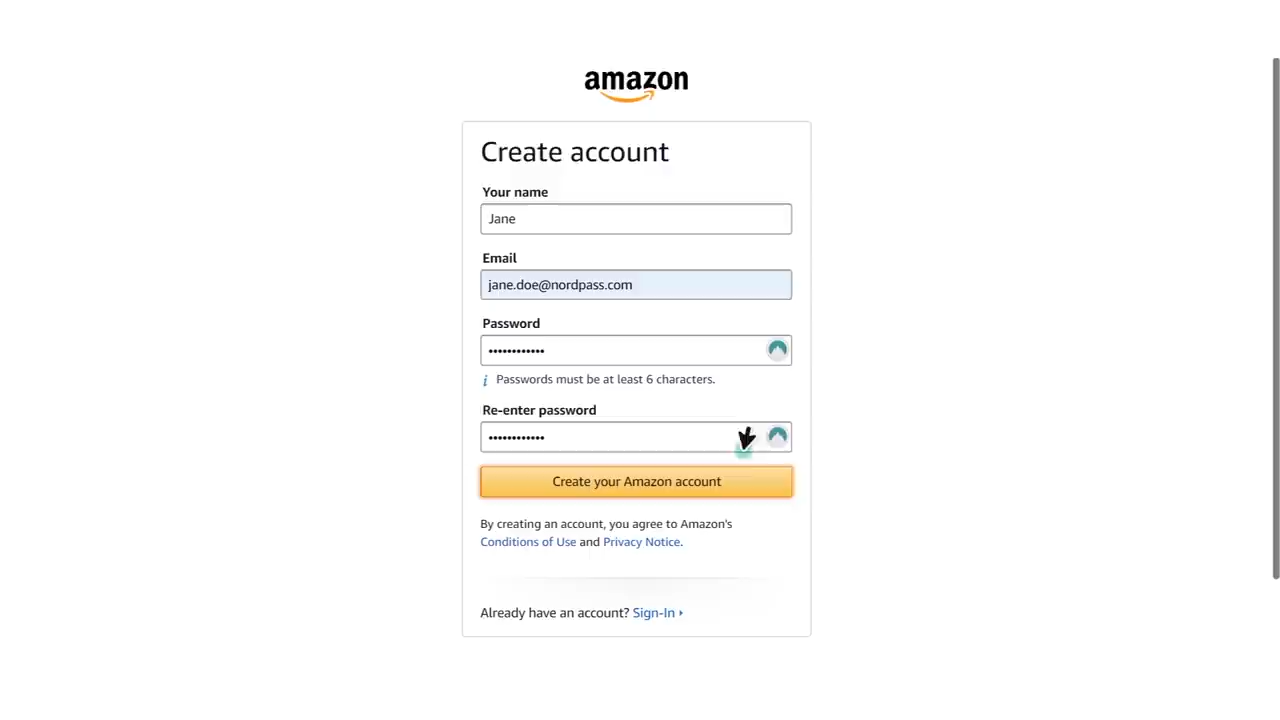 amazon
Create account
Your name
Jane
Email
jane.doe@nordpass.com
Password
••••••••••••
i Passwords must be at least 6 characters.
Re-enter password
••••••••••••
Create your Amazon account
By creating an account, you agree to Amazon's
Conditions of Use and Privacy Notice.
Already have an account? Sign-In